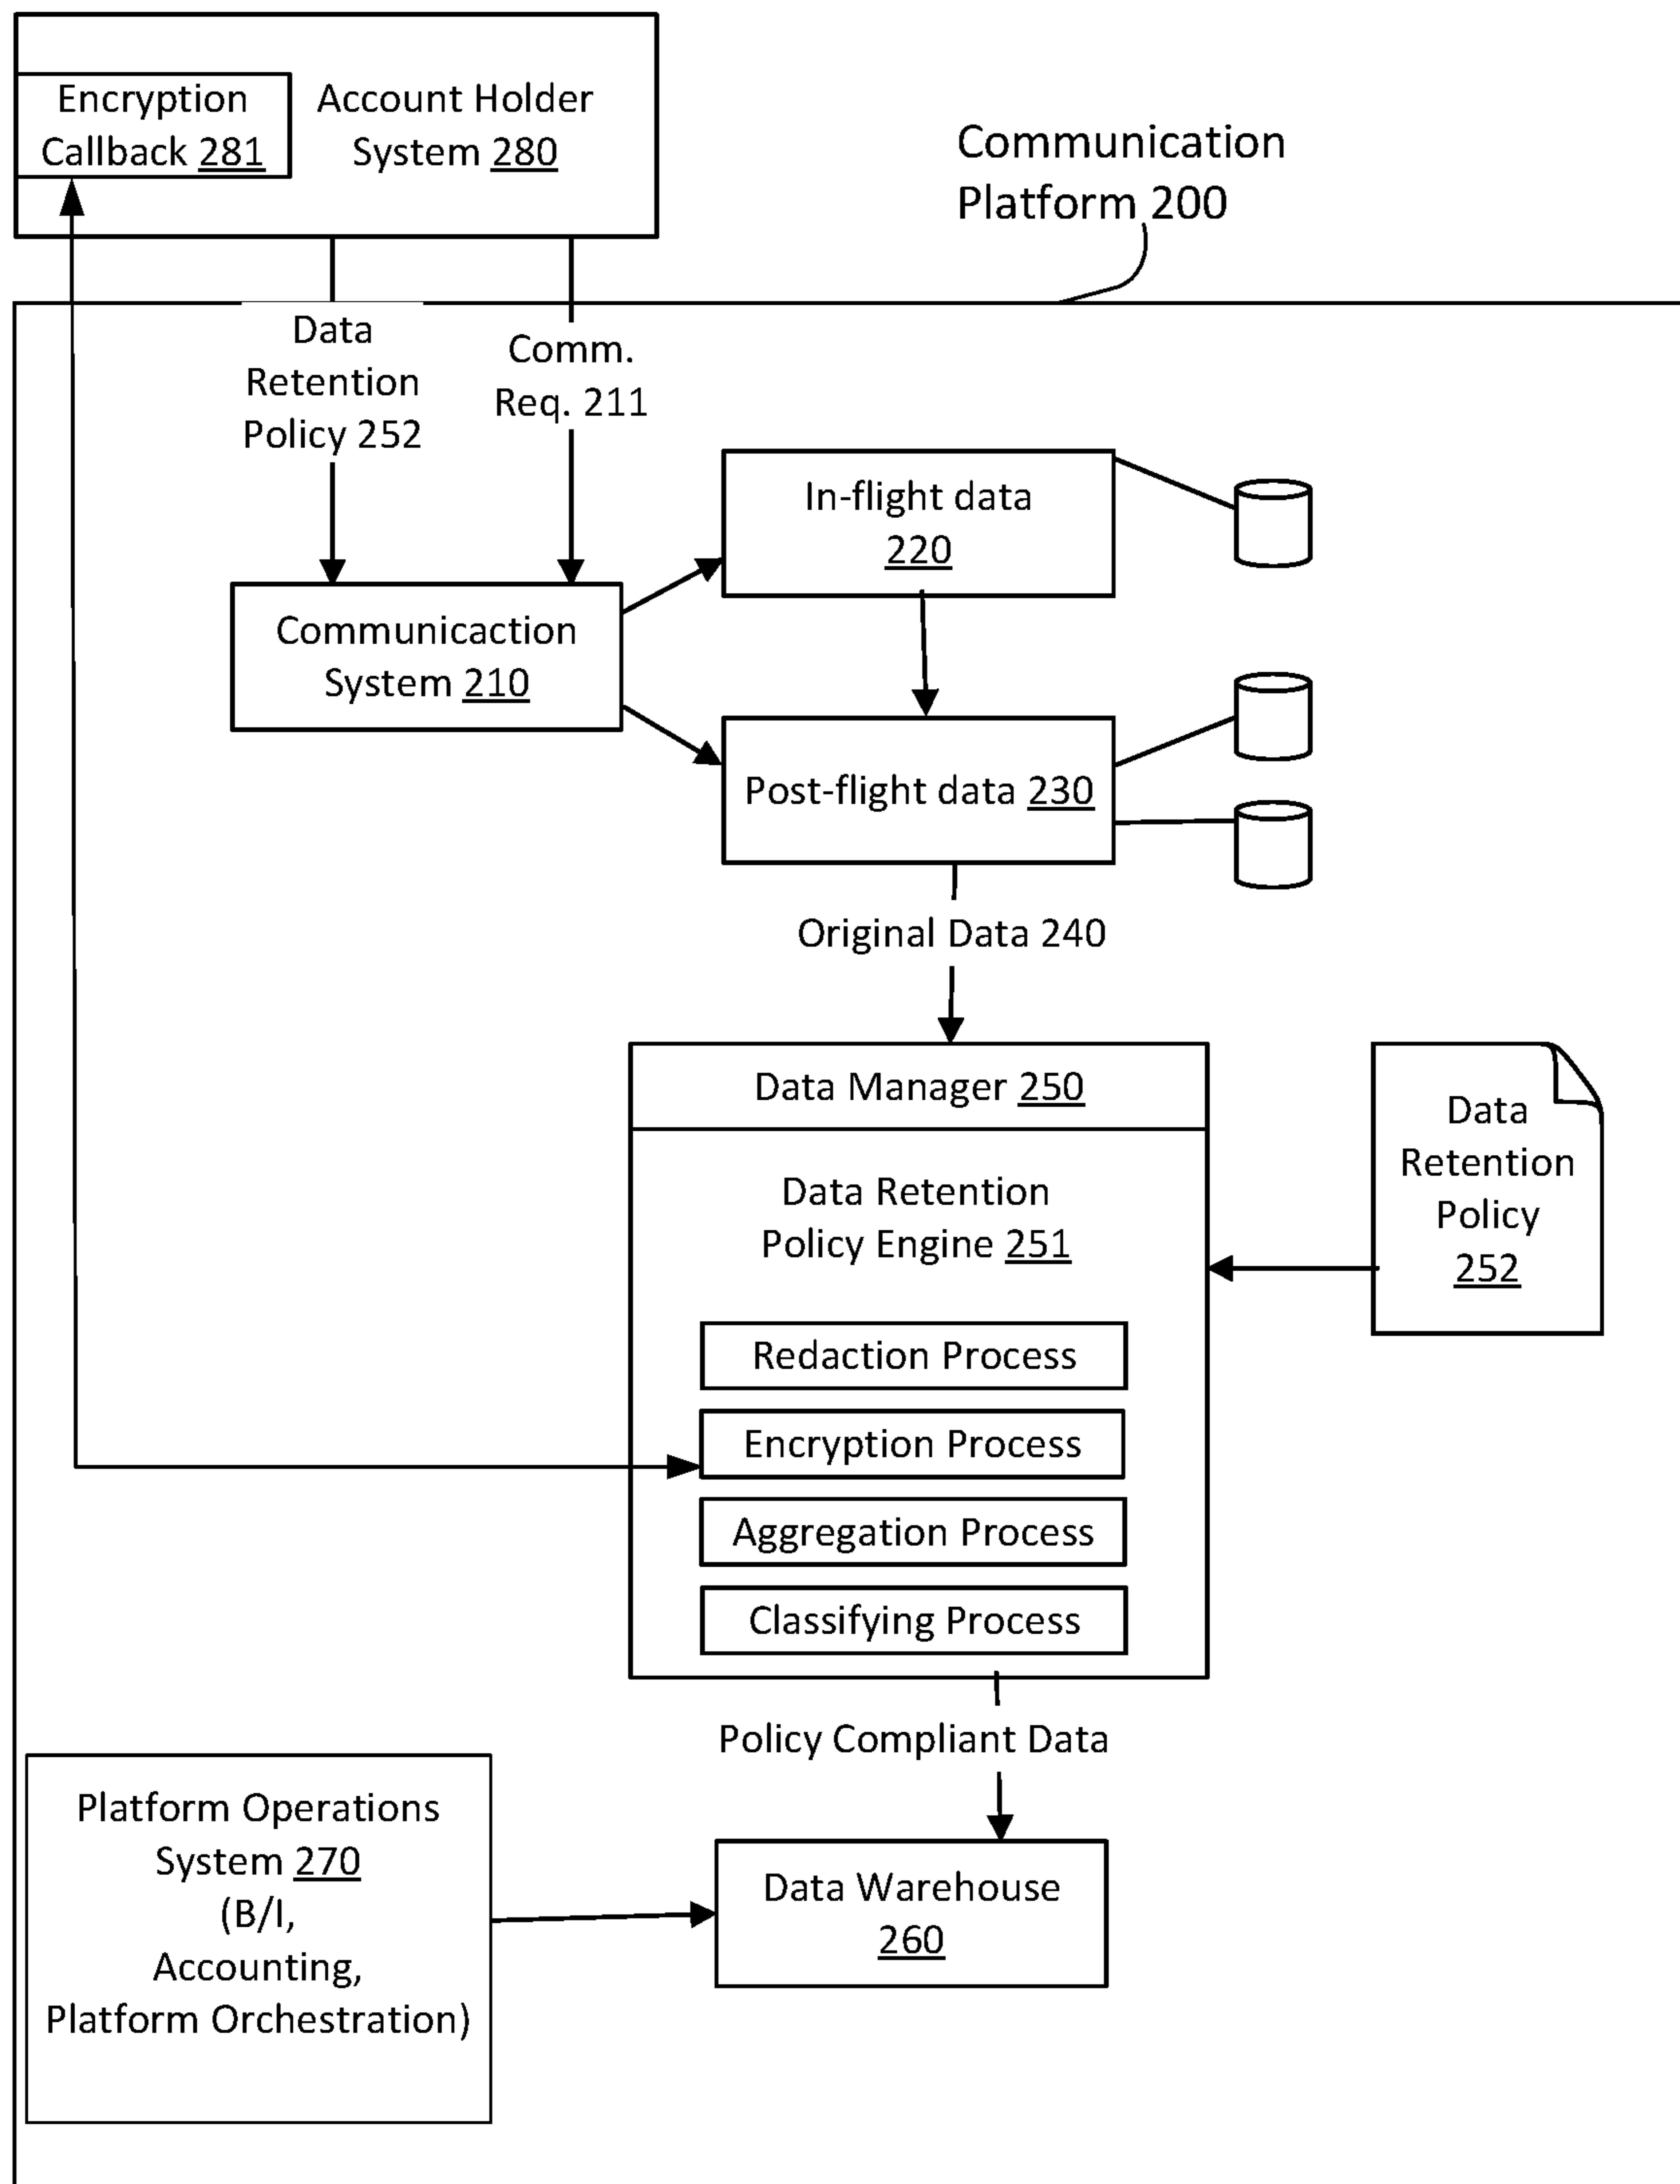 Encryption
Callback 281
Account Holder
System 280
Communication
Platform 200
Data
Retention
Policy 252
Comm.
Req. 211
In-flight data
220
Communicaction
System 210
Post-flight data 230
Original Data 240
Data Manager 250
Data Retention
Policy Engine 251
Data
Retention
Policy
252
Redaction Process
Encryption Process
Aggregation Process
Classifying Process
Policy Compliant Data
Platform Operations
System 270
(B/I,
Accounting,
Platform Orchestration)
Data Warehouse
260